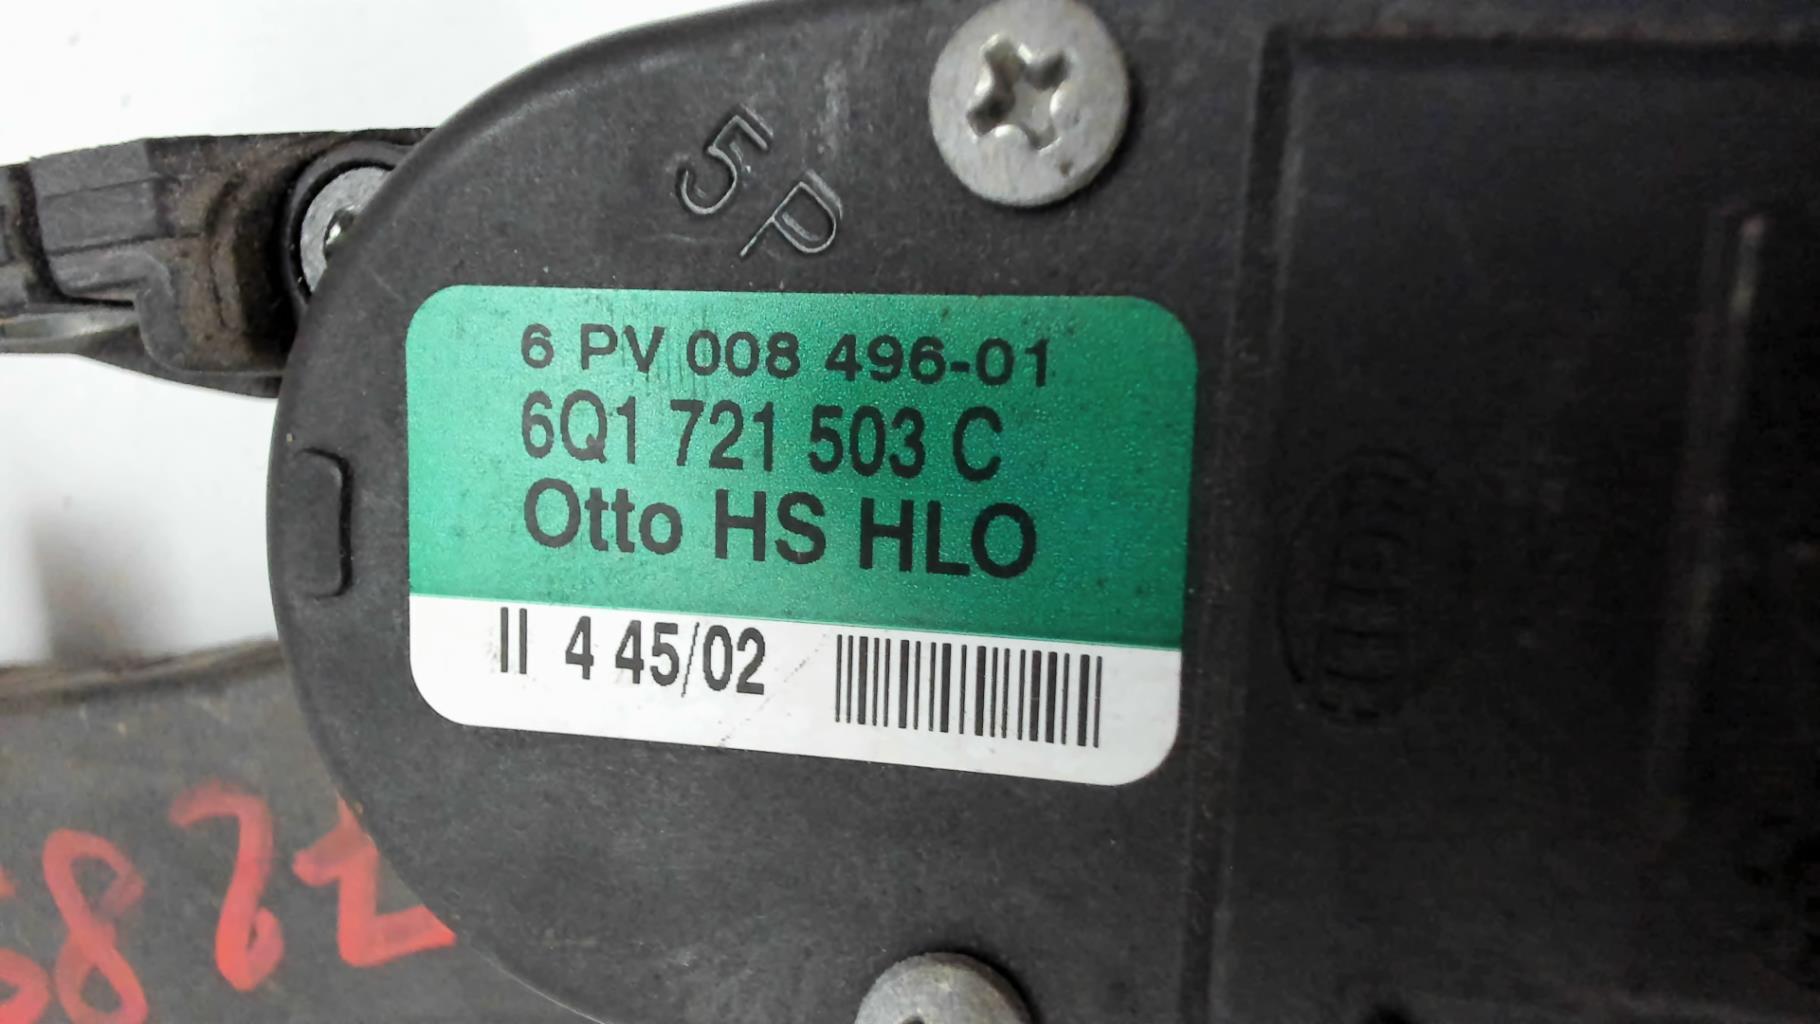 5P
6 PV 008 496-01
6Q1 721 503 C
Otto HS HLO
II 4 45/02